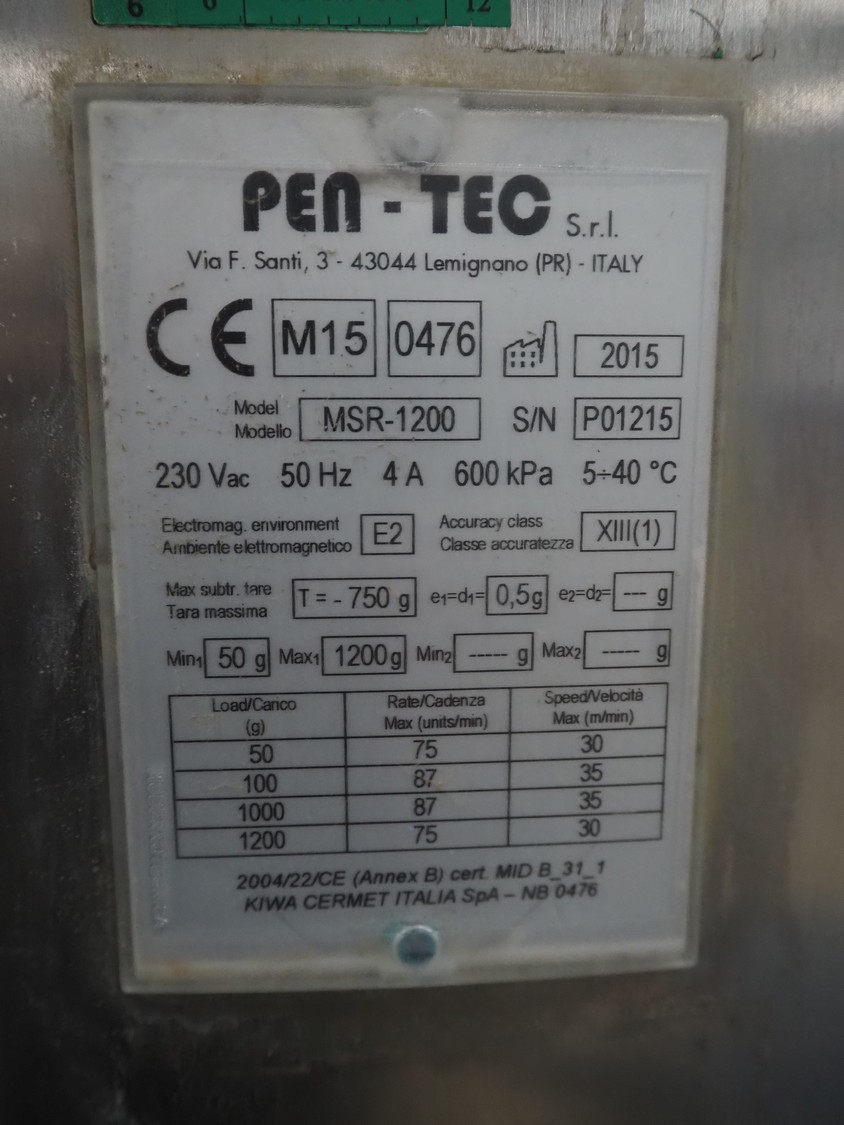 6 6 12
PEN - TEC S.r.l.
Via F. Santi, 3 - 43044 Lemignano (PR) - ITALY
CE M15 0476 2015
Model
Modello MSR-1200 S/N P01215
230 Vac 50 Hz 4 A 600 kPa 5÷40 °C
Electromag. environment E2 Accuracy class XIII(1)
Ambiente elettromagnetico Classe accuratezza
Max subtr. tare T = - 750 g e1=d1= 0,5g e2=d2= --- g
Tara massima
Min1 50 g Max1 1200g Min2 ----- g Max2 ----- g
Load/Carico (g) Rate/Cadenza Max (units/min) Speed/Velocità Max (m/min)
50 75 30
100 87 35
1000 87 35
1200 75 30
2004/22/CE (Annex B) cert. MID B_31_1
KIWA CERMET ITALIA SpA – NB 0476